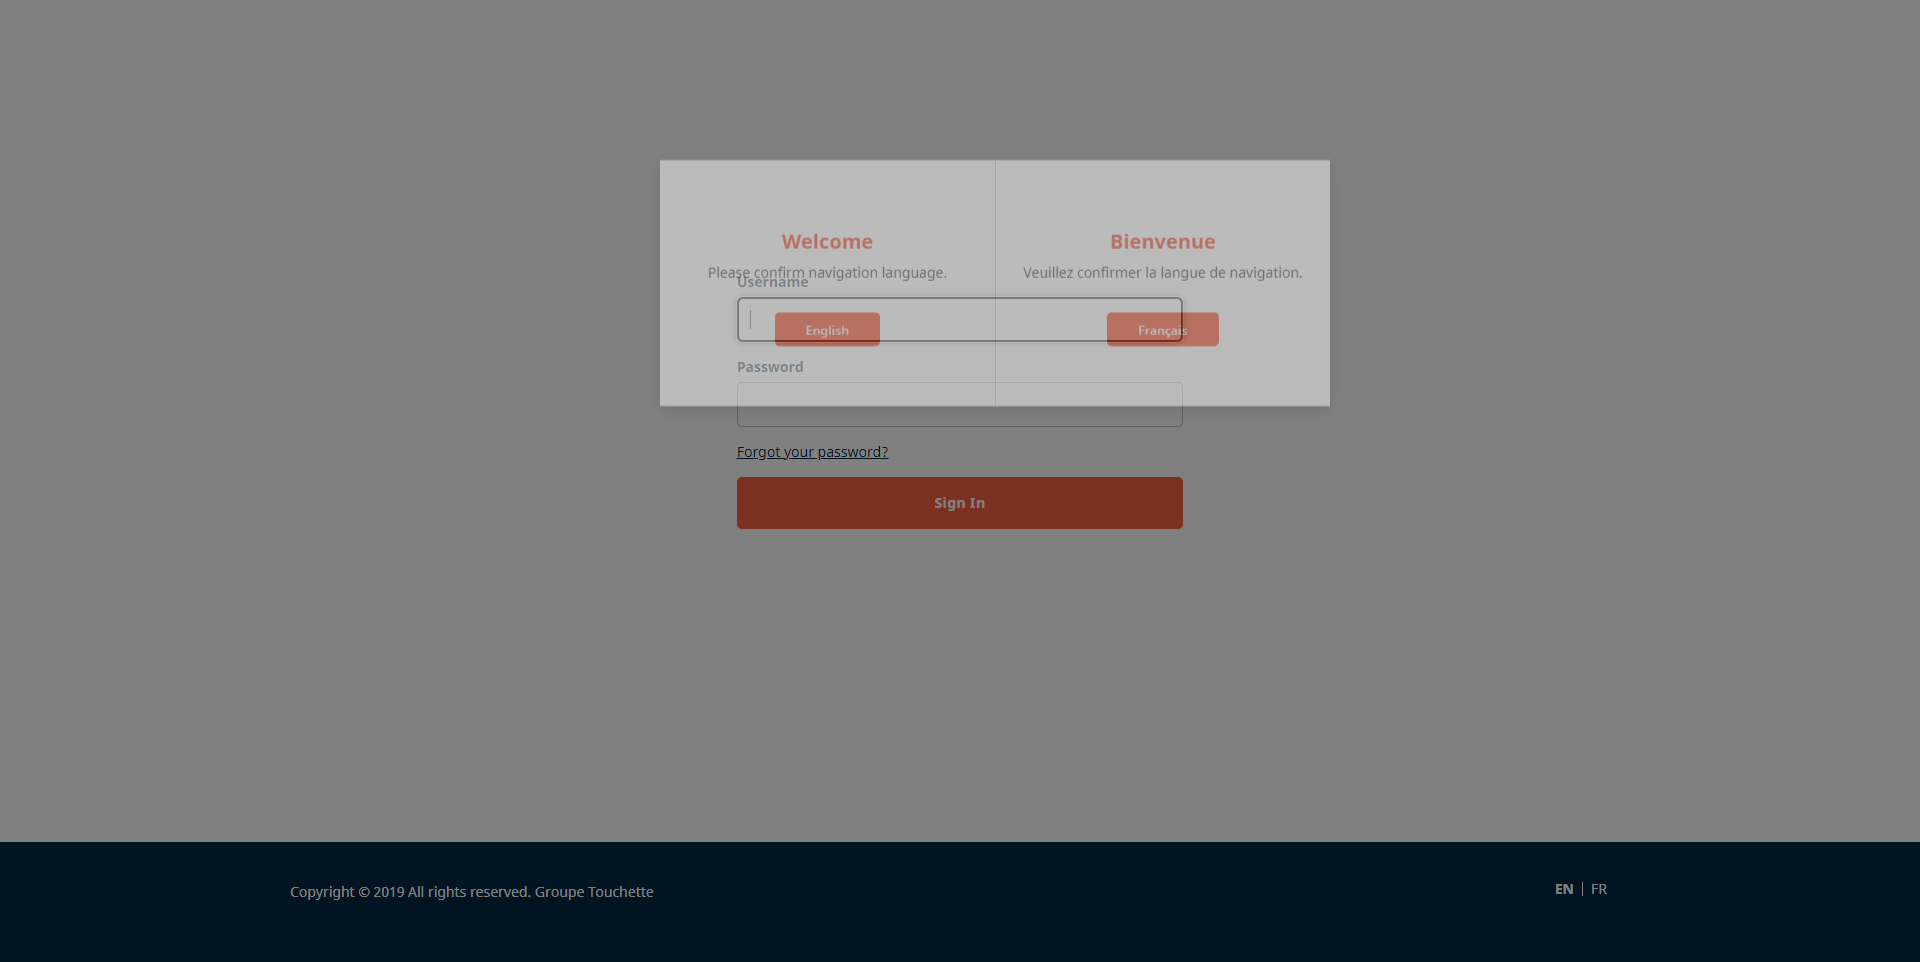 Welcome
Please confirm navigation language.
English
Bienvenue
Veuillez confirmer la langue de navigation.
Français
Username
Password
Forgot your password?
Sign In
Copyright © 2019 All rights reserved. Groupe Touchette
EN | FR